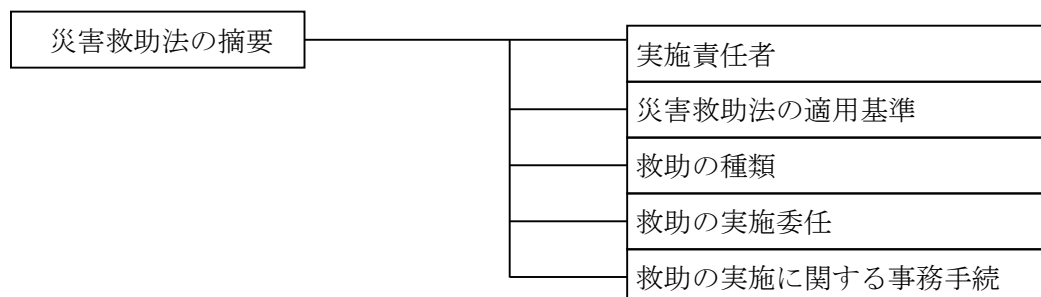 災害救助法の摘要
実施責任者
災害救助法の適用基準
救助の種類
救助の実施委任
救助の実施に関する事務手続